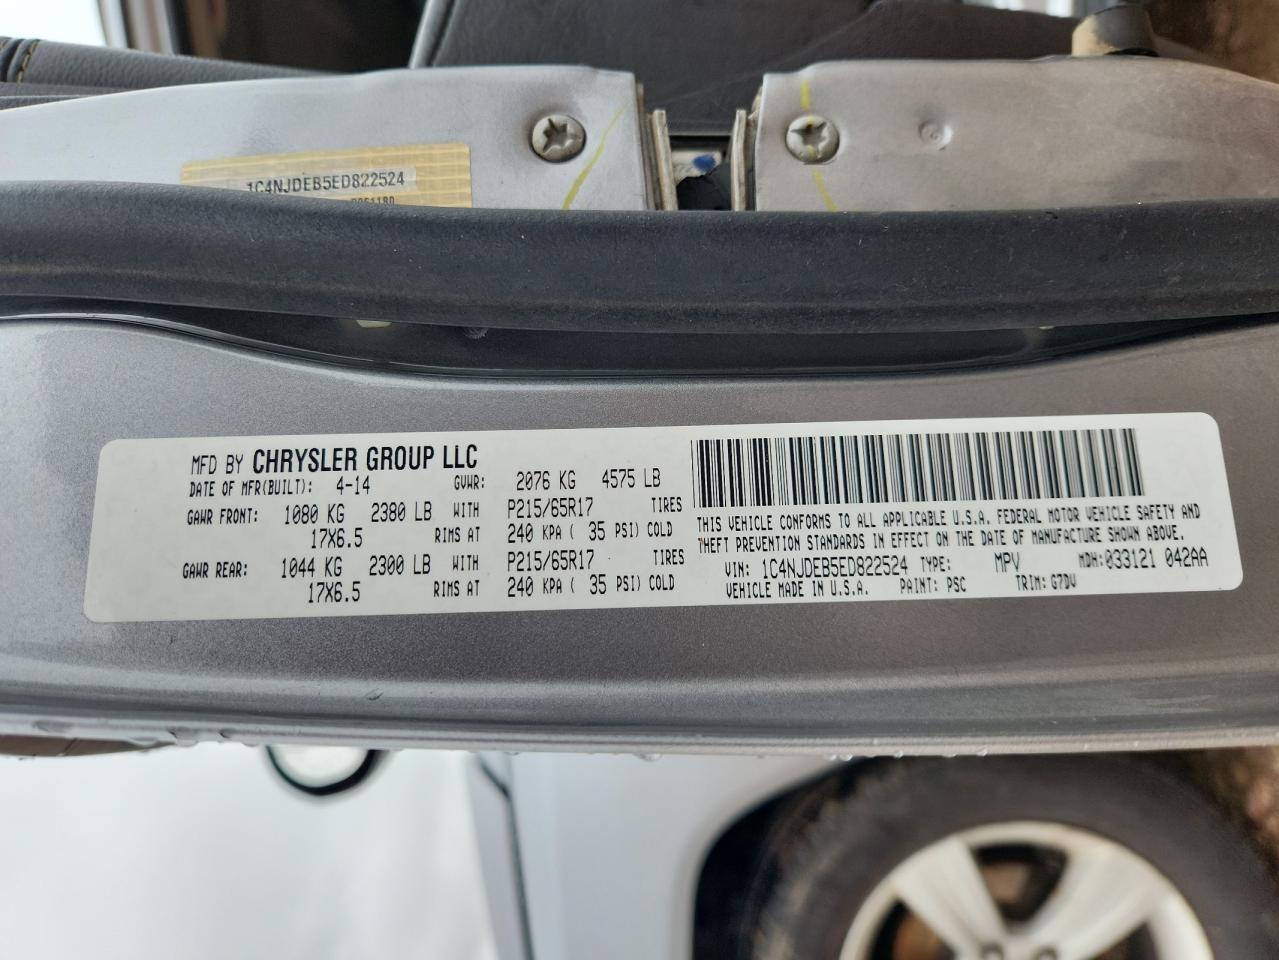 1C4NJDEB5ED822524
MFD BY CHRYSLER GROUP LLC
DATE OF MFR(BUILT): 4-14 GVWR: 2076 KG 4575 LB
GAWR FRONT: 1080 KG 2380 LB WITH P215/65R17 TIRES
17X6.5 RIMS AT 240 KPA ( 35 PSI) COLD
GAWR REAR: 1044 KG 2300 LB WITH P215/65R17 TIRES
17X6.5 RIMS AT 240 KPA ( 35 PSI) COLD
THIS VEHICLE CONFORMS TO ALL APPLICABLE U.S.A. FEDERAL MOTOR VEHICLE SAFETY AND
THEFT PREVENTION STANDARDS IN EFFECT ON THE DATE OF MANUFACTURE SHOWN ABOVE.
VIN: 1C4NJDEB5ED822524 TYPE: MPV MDH:033121 042AA
VEHICLE MADE IN U.S.A. PAINT: PSC TRIM: G7DV